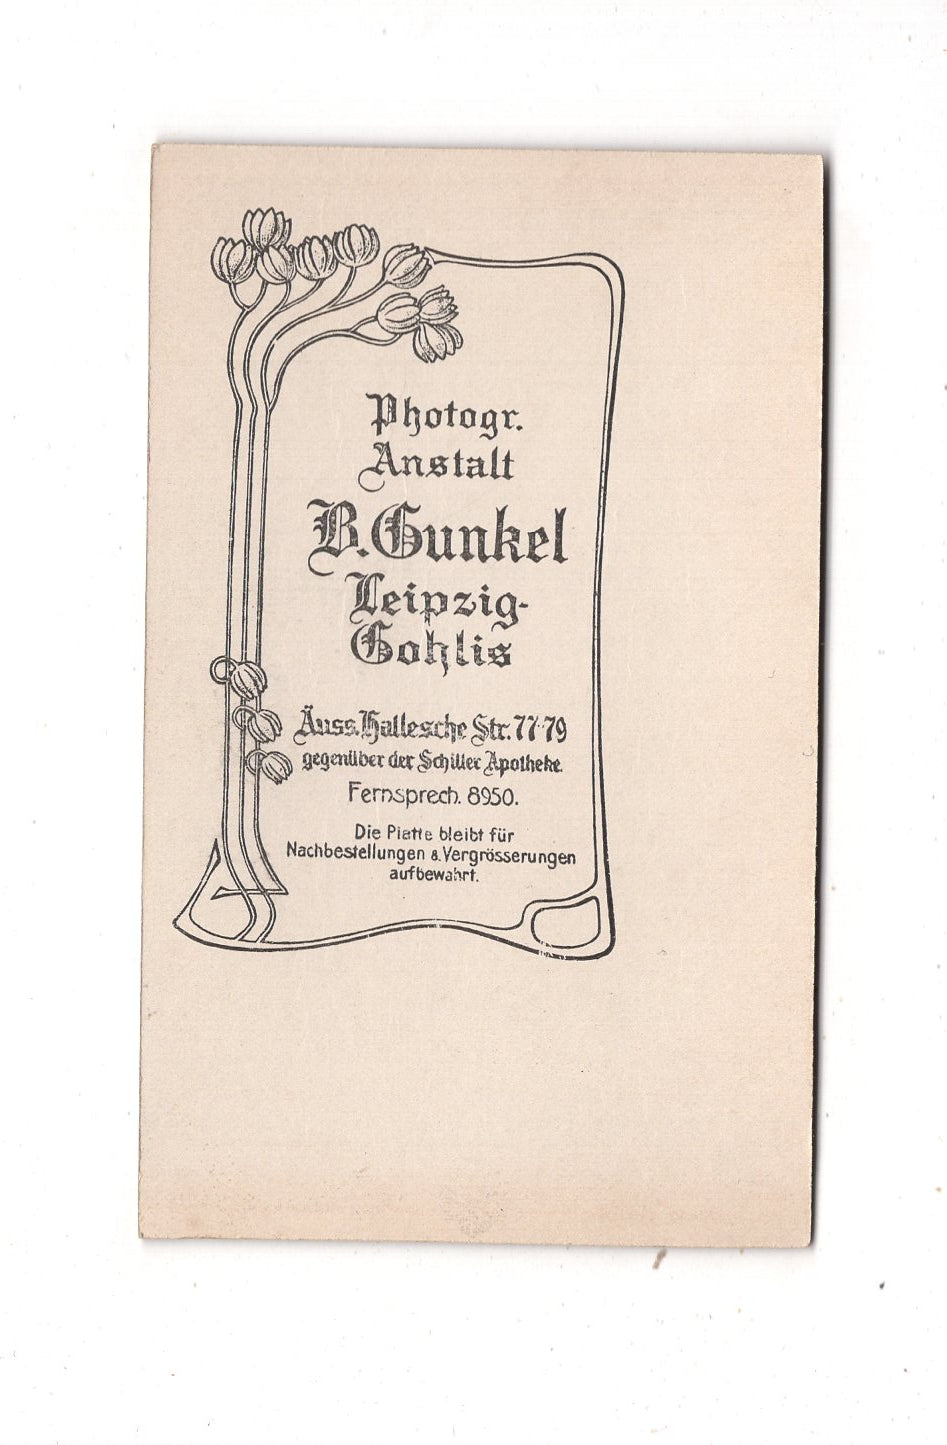 Photogr.
Anstalt
B. Gunkel
Leipzig-
Gohlis
Äuss. Hallesche Str. 77-79
gegenüber der Schiller Apotheke.
Fernsprech. 8950.
Die Platte bleibt für
Nachbestellungen & Vergrösserungen
aufbewahrt.